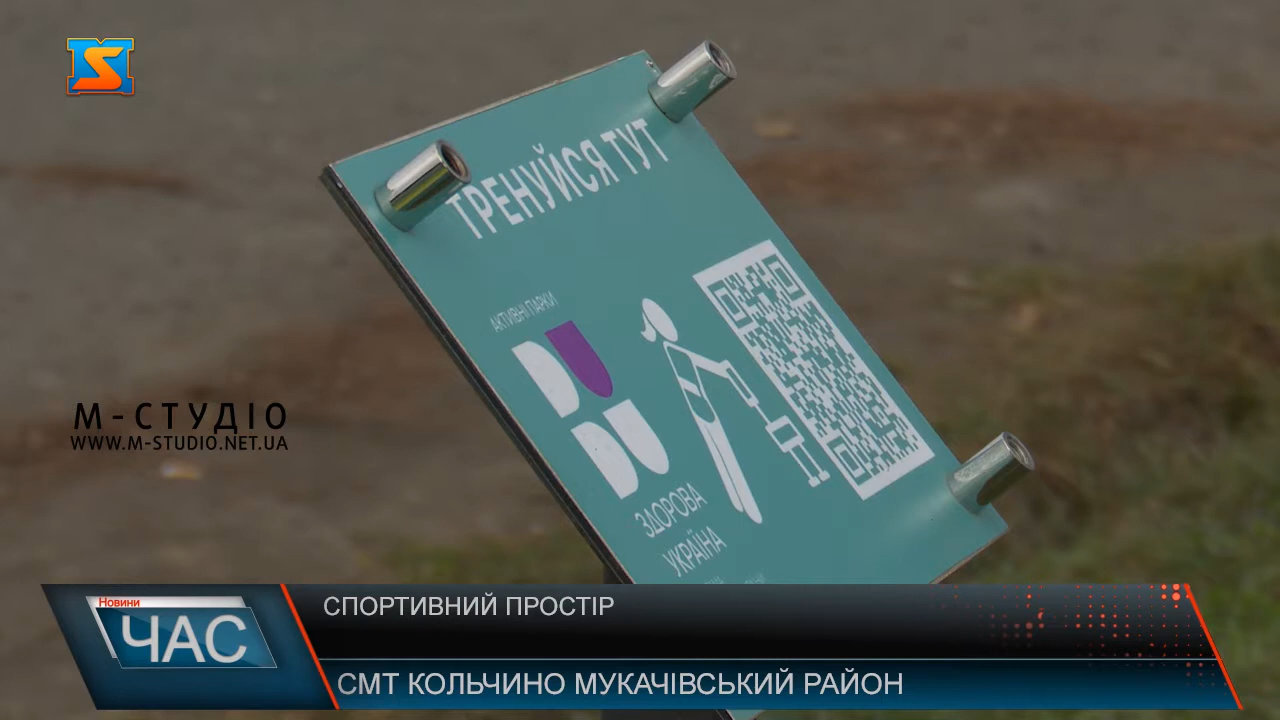 ТРЕНУЙСЯ ТУТ
АКТИВНІ ПАРКИ
ЗДОРОВА
УКРАЇНА
М-СТУДІО
WWW.M-STUDIO.NET.UA
Новини
ЧАС
СПОРТИВНИЙ ПРОСТІР
СМТ КОЛЬЧИНО МУКАЧІВСЬКИЙ РАЙОН